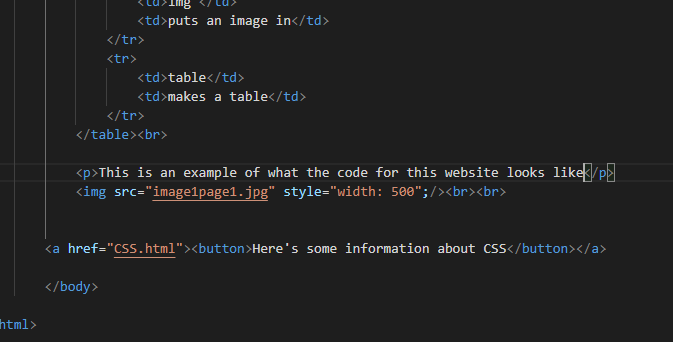 <td>img </td>
<td>puts an image in</td>
</tr>
<tr>
<td>table</td>
<td>makes a table</td>
</tr>
</table><br>
<p>This is an example of what the code for this website looks like</p>
<img src="image1page1.jpg" style="width: 500";/><br><br>
<a href="CSS.html"><button>Here's some information about CSS</button></a>
</body>
html>